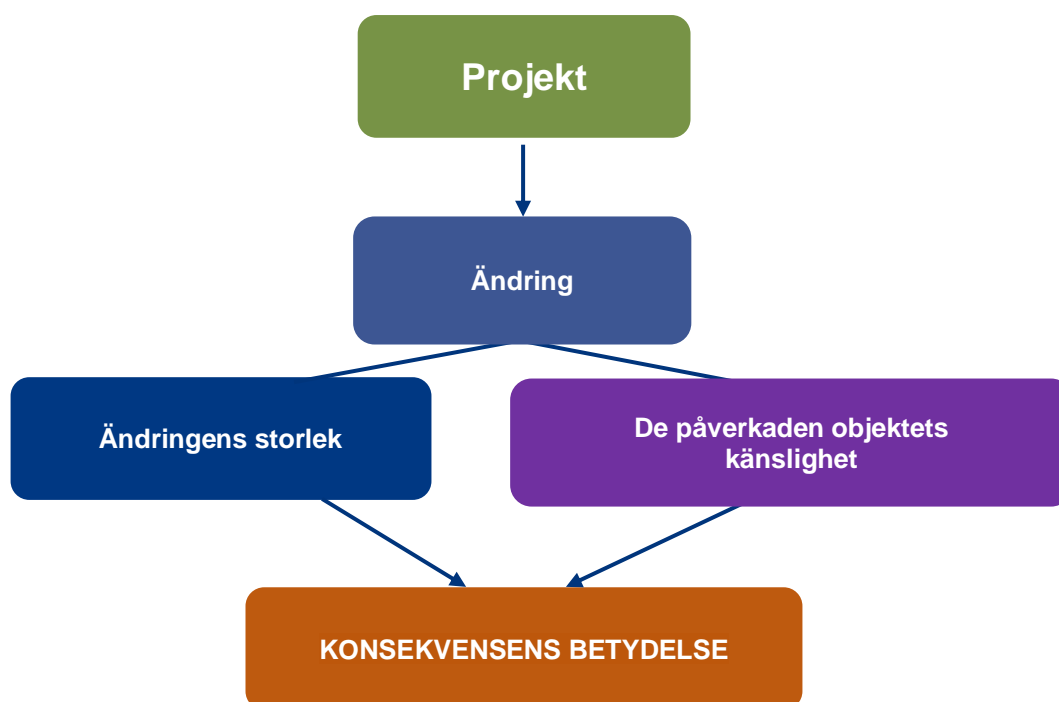 Projekt
Ändring
Ändringens storlek
De påverkaden objektets
känslighet
KONSEKVENSENS BETYDELSE